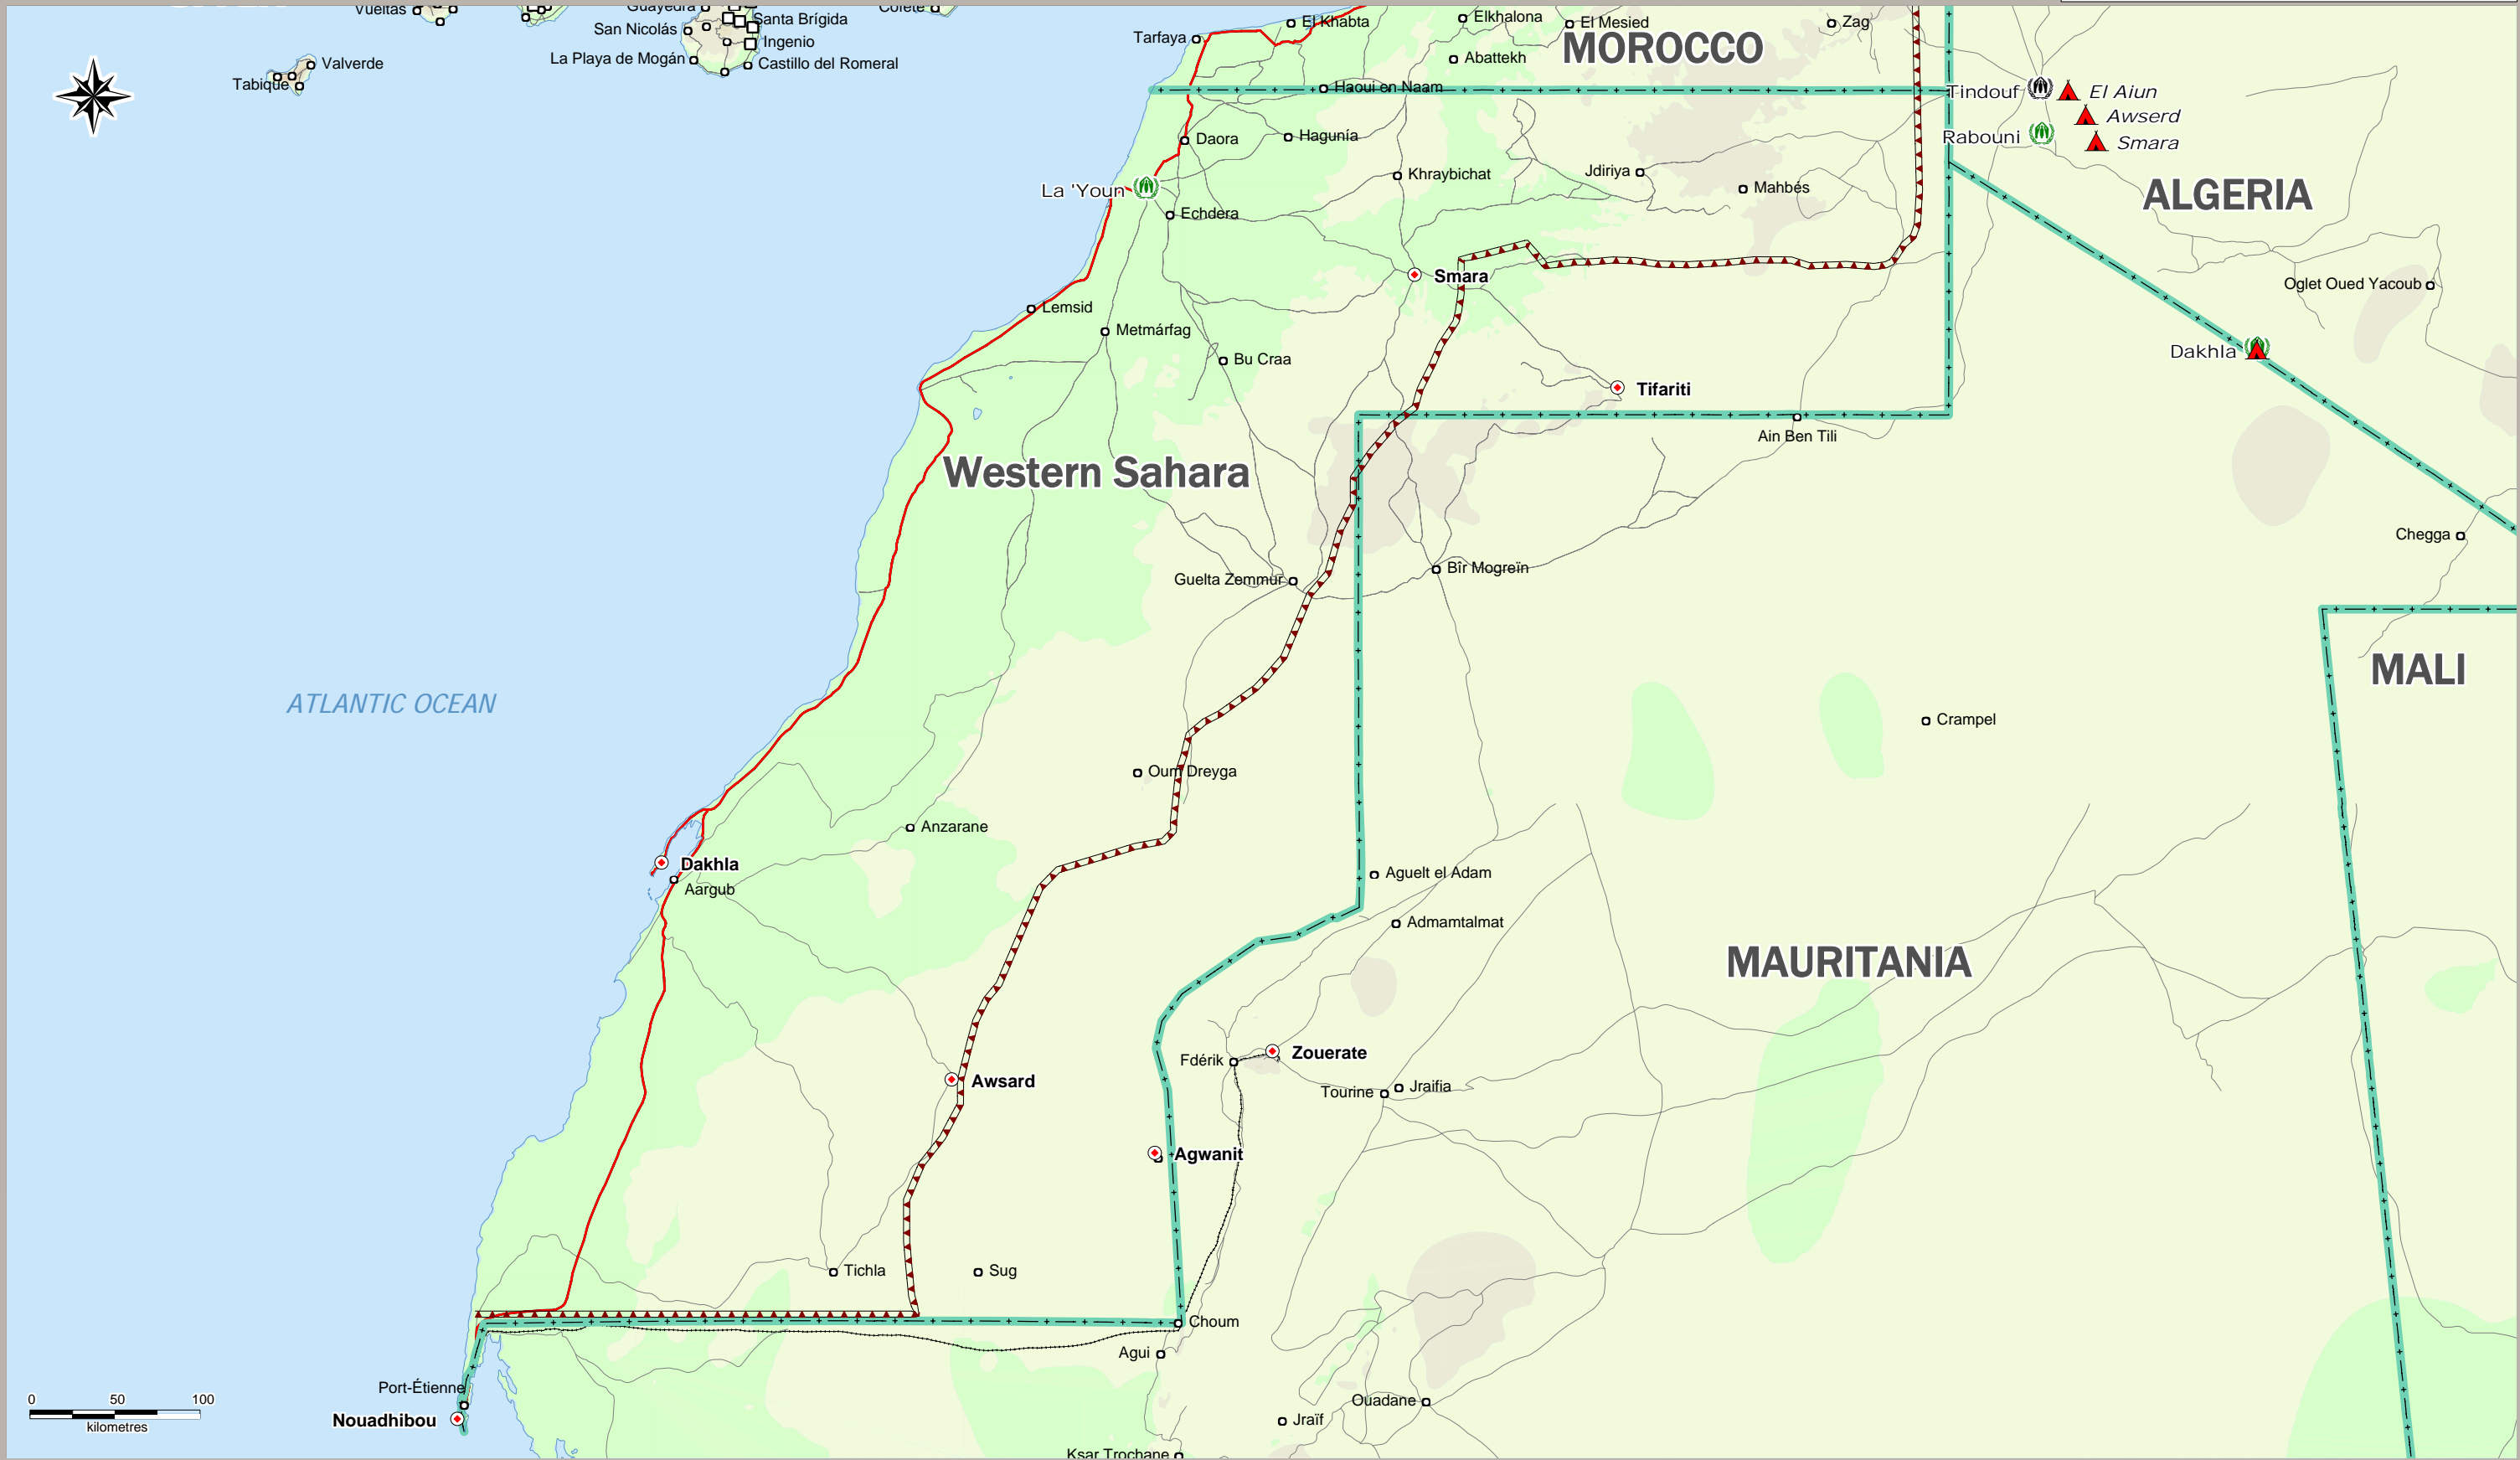 Vueltas
Guayedra
Santa Brígida
San Nicolás
Ingenio
La Playa de Mogán
Castillo del Romeral
Valverde
Tabique
Tarfaya
El Khabta
Elkhalona
El Mesied
Zag
MOROCCO
Abattekh
Haoui en Naam
Tindouf
El Aiun
Awserd
Rabouni
Smara
Daora
Hagunía
Khraybichat
Jdiriya
Mahbés
ALGERIA
La 'Youn
Echdera
Smara
Oglet Oued Yacoub
Lemsid
Metmárfag
Bu Craa
Dakhla
Tifariti
Ain Ben Tili
Western Sahara
Chegga
Guelta Zemmur
Bîr Mogreïn
MALI
ATLANTIC OCEAN
Crampel
Oum Dreyga
Anzarane
Dakhla
Aargub
Aguelt el Adam
Admamtalmat
MAURITANIA
Fdérik
Zouerate
Awsard
Tourine
Jraifia
Agwanit
Tichla
Sug
Choum
Agui
Port-Étienne
Nouadhibou
Ouadane
Jraïf
Ksar Trochane
0 50 100
kilometres